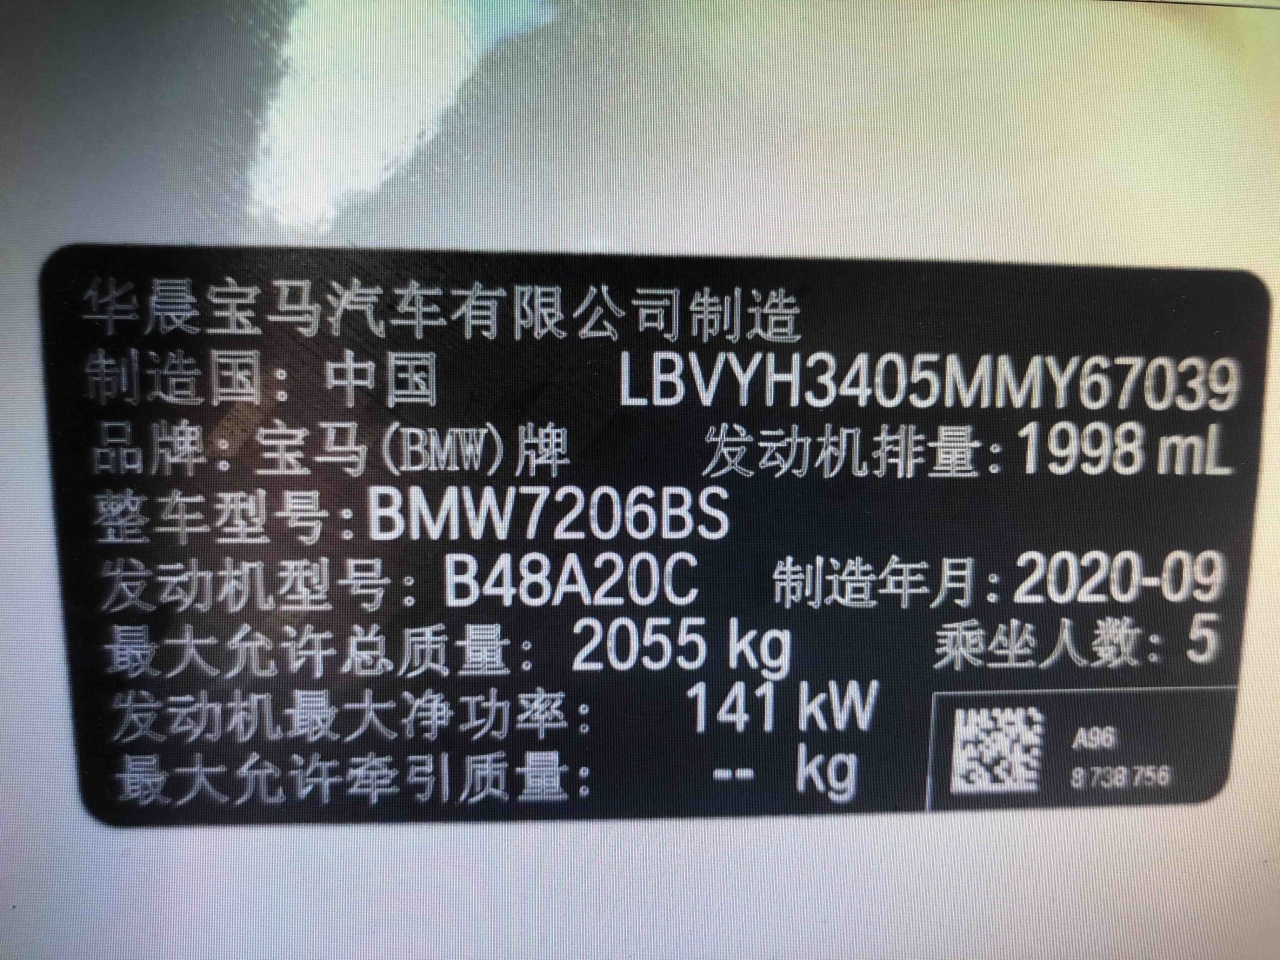 华晨宝马汽车有限公司制造
制造国：中国 LBVYH3405MMY67039
品牌：宝马(BMW)牌 发动机排量：1998 mL
整车型号：BMW7206BS
发动机型号：B48A20C 制造年月：2020-09
最大允许总质量：2055 kg 乘坐人数：5
发动机最大净功率：141 kW
最大允许牵引质量：-- kg
A96
8 738 756